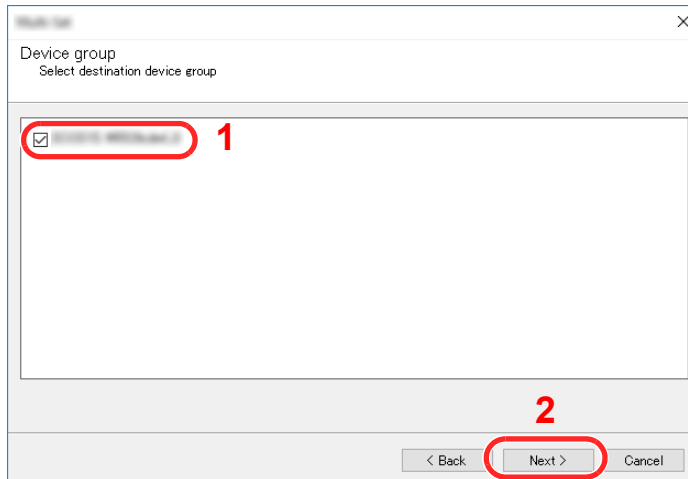 Device group
Select destination device group
1
2
< Back
Next >
Cancel